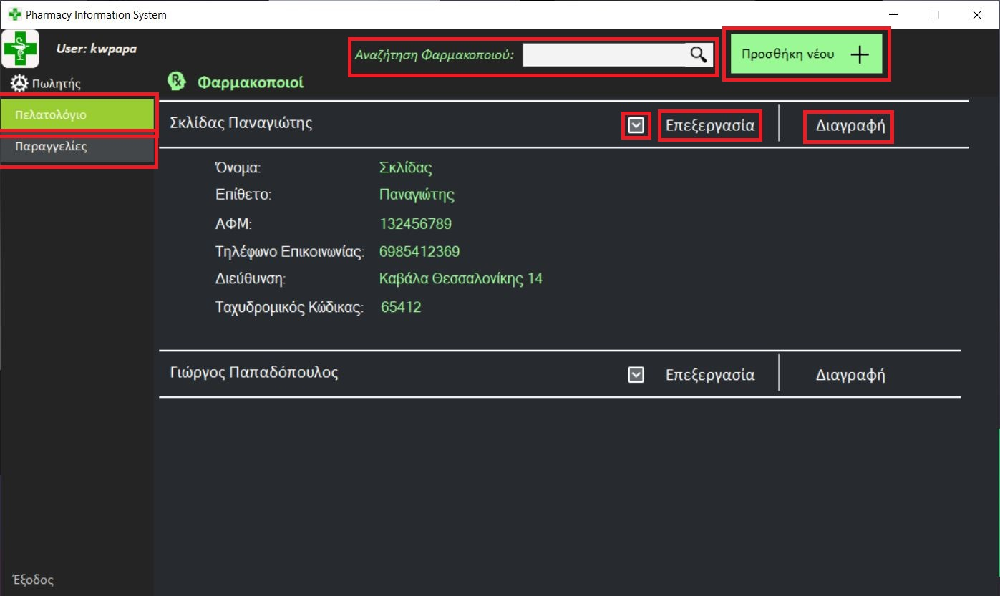 Pharmacy Information System
User: kwpapa
Αναζήτηση Φαρμακοποιού:
Προσθήκη νέου
Πωλητής
Φαρμακοποιοί
Πελατολόγιο
Παραγγελίες
Σκλίδας Παναγιώτης Επεξεργασία Διαγραφή
Όνομα: Σκλίδας
Επίθετο: Παναγιώτης
ΑΦΜ: 132456789
Τηλέφωνο Επικοινωνίας: 6985412369
Διεύθυνση: Καβάλα Θεσσαλονίκης 14
Ταχυδρομικός Κώδικας: 65412
Γιώργος Παπαδόπουλος Επεξεργασία Διαγραφή
Έξοδος